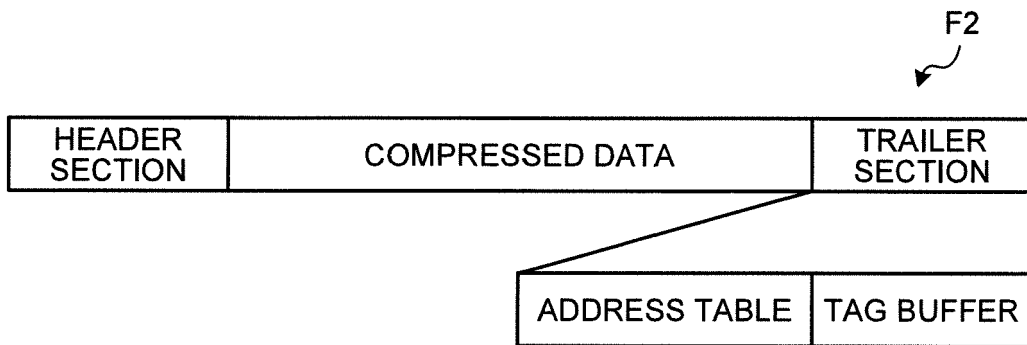 F2
HEADER
SECTION
COMPRESSED DATA
TRAILER
SECTION
ADDRESS TABLE
TAG BUFFER